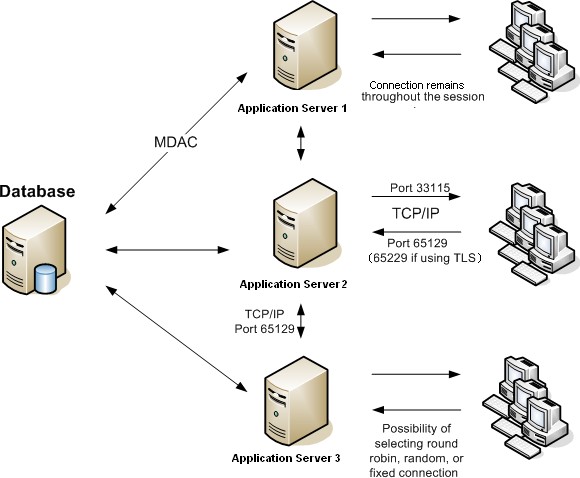 Application Server 1
Connection remains
throughout the session
MDAC
Database
Port 33115
TCP/IP
Port 65129
(65229 if using TLS)
Application Server 2
TCP/IP
Port 65129
Application Server 3
Possibility of
selecting round
robin, random, or
fixed connection